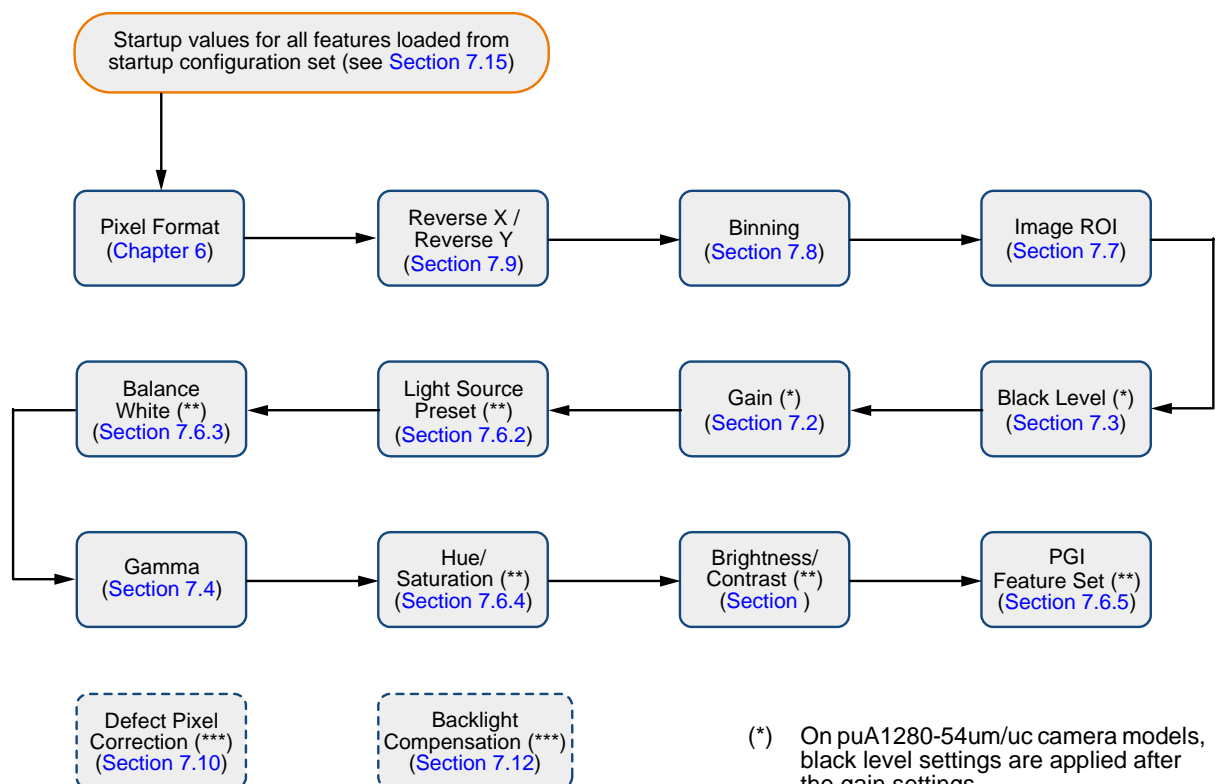 Startup values for all features loaded from
startup configuration set (see Section 7.15)
Pixel Format
(Chapter 6)
Reverse X /
Reverse Y
(Section 7.9)
Binning
(Section 7.8)
Image ROI
(Section 7.7)
Balance
White (**)
(Section 7.6.3)
Light Source
Preset (**)
(Section 7.6.2)
Gain (*)
(Section 7.2)
Black Level (*)
(Section 7.3)
Gamma
(Section 7.4)
Hue/
Saturation (**)
(Section 7.6.4)
Brightness/
Contrast (**)
(Section )
PGI
Feature Set (**)
(Section 7.6.5)
Defect Pixel
Correction (***)
(Section 7.10)
Backlight
Compensation (***)
(Section 7.12)
(*) On puA1280-54um/uc camera models,
black level settings are applied after
the gain settings